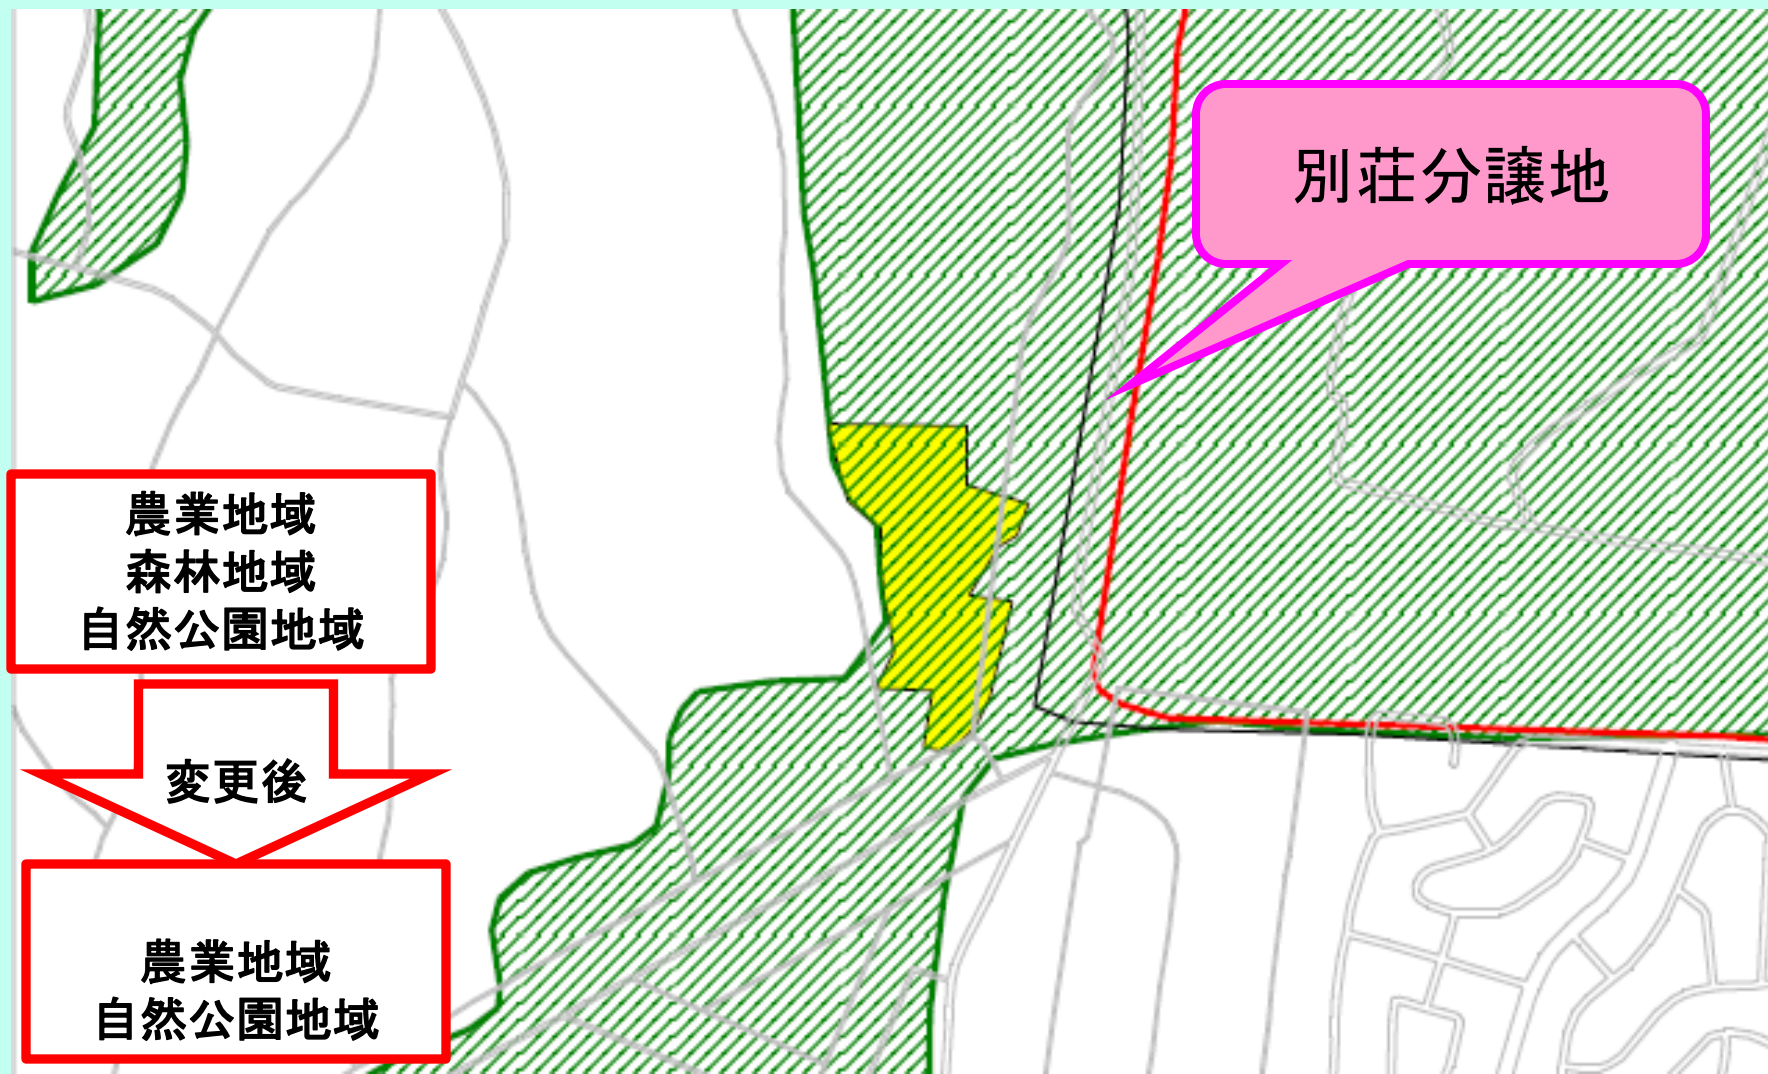 別荘分譲地
農業地域
森林地域
自然公園地域
変更後
農業地域
自然公園地域